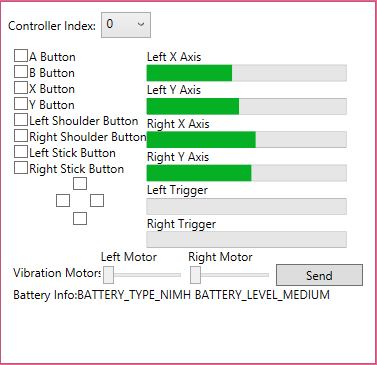 Controller Index: 0
A Button
B Button
X Button
Y Button
Left Shoulder Button
Right Shoulder Button
Left Stick Button
Right Stick Button
Left X Axis
Left Y Axis
Right X Axis
Right Y Axis
Left Trigger
Right Trigger
Left Motor Right Motor
Vibration Motors Send
Battery Info:BATTERY_TYPE_NIMH BATTERY_LEVEL_MEDIUM